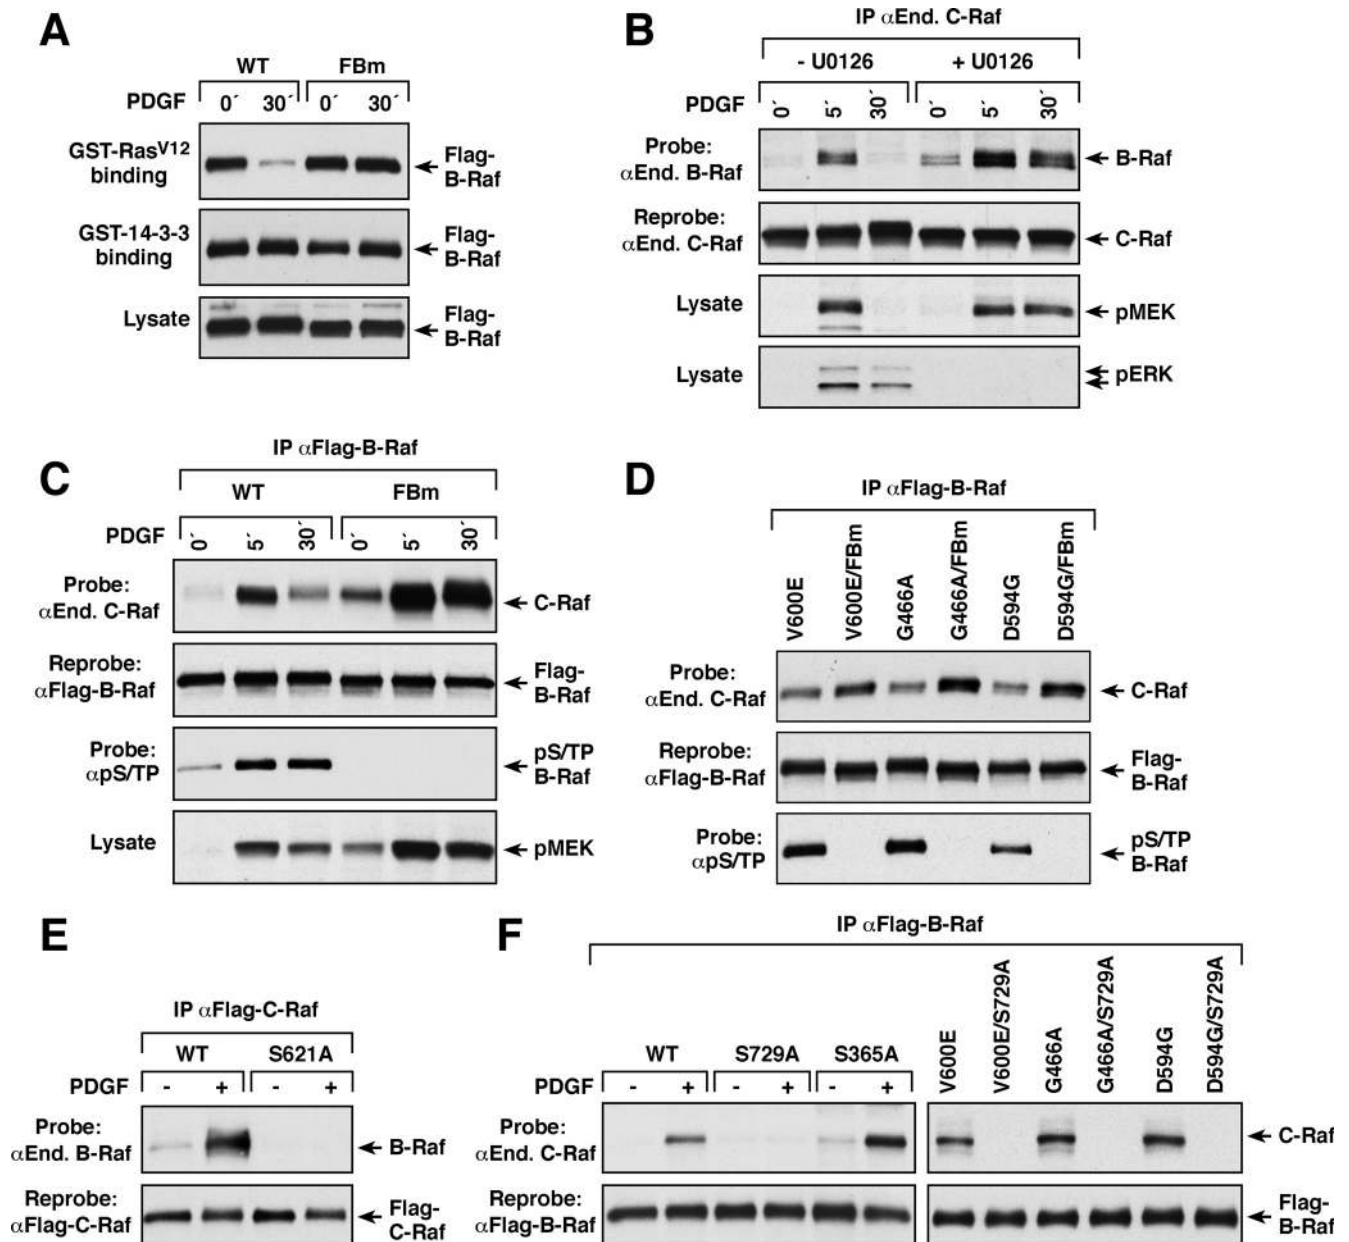 A
WT FBm
PDGF 0´ 30´ 0´ 30´
GST-RasV12
binding
Flag-
B-Raf
GST-14-3-3
binding
Flag-
B-Raf
Lysate
Flag-
B-Raf
B
IP αEnd. C-Raf
- U0126 + U0126
PDGF 0´ 5´ 30´ 0´ 5´ 30´
Probe:
αEnd. B-Raf
B-Raf
Reprobe:
αEnd. C-Raf
C-Raf
Lysate
pMEK
Lysate
pERK
C
IP αFlag-B-Raf
WT FBm
PDGF 0´ 5´ 30´ 0´ 5´ 30´
Probe:
αEnd. C-Raf
C-Raf
Reprobe:
αFlag-B-Raf
Flag-
B-Raf
Probe:
αpS/TP
pS/TP
B-Raf
Lysate
pMEK
D
IP αFlag-B-Raf
V600E V600E/FBm G466A G466A/FBm D594G D594G/FBm
Probe:
αEnd. C-Raf
C-Raf
Reprobe:
αFlag-B-Raf
Flag-
B-Raf
Probe:
αpS/TP
pS/TP
B-Raf
E
IP αFlag-C-Raf
WT S621A
PDGF - + - +
Probe:
αEnd. B-Raf
B-Raf
Reprobe:
αFlag-C-Raf
Flag-
C-Raf
F
IP αFlag-B-Raf
WT S729A S365A
V600E V600E/S729A G466A G466A/S729A D594G D594G/S729A
PDGF - + - + - +
Probe:
αEnd. C-Raf
C-Raf
Reprobe:
αFlag-B-Raf
Flag-
B-Raf